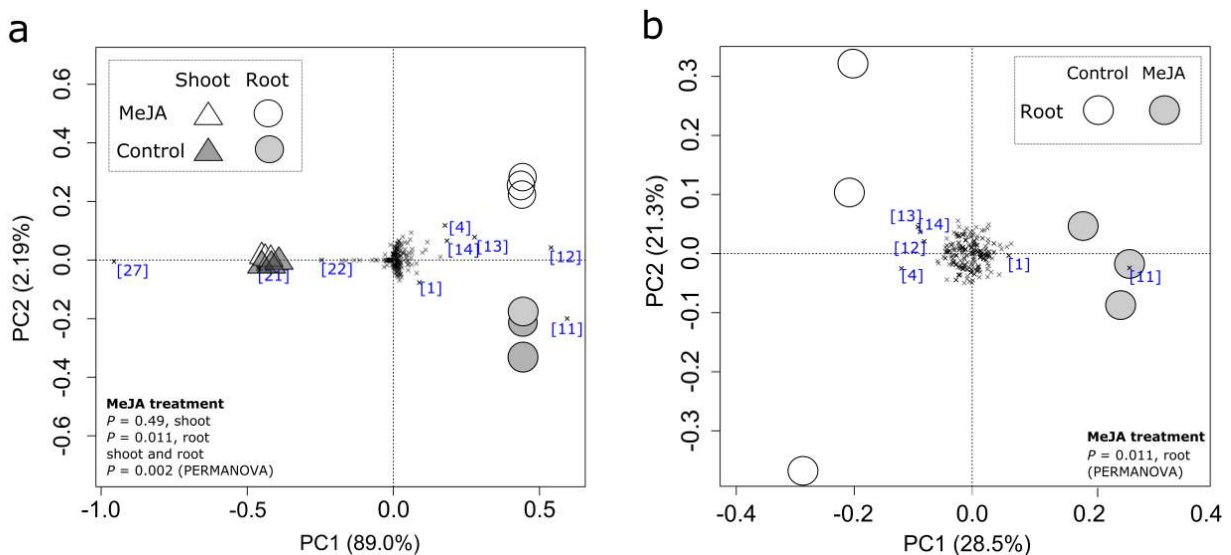 a
Shoot Root
MeJA
Control
0.6
0.4
0.2
0.0
-0.2
-0.4
-0.6
PC2 (2.19%)
[4]
[14]
[13]
[12]
[27]
[21]
[22]
[1]
[11]
MeJA treatment
P = 0.49, shoot
P = 0.011, root
shoot and root
P = 0.002 (PERMANOVA)
-1.0 -0.5 0.0 0.5
PC1 (89.0%)
b
Control MeJA
Root
0.3
0.3
0.1
0.0
-0.1
-0.3
-0.3
PC2 (21.3%)
[13]
[14]
[12]
[4]
[1]
[11]
MeJA treatment
P = 0.011, root
(PERMANOVA)
-0.4 -0.2 0.0 0.2 0.4
PC1 (28.5%)